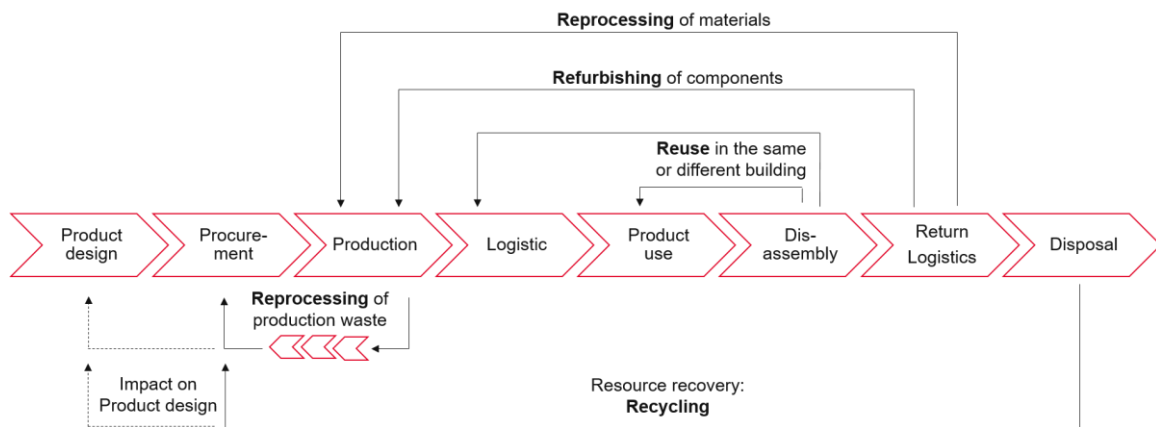 Reprocessing of materials
Refurbishing of components
Reuse in the same
or different building
Product
design
Procure-
ment
Production
Logistic
Product
use
Dis-
assembly
Return
Logistics
Disposal
Reprocessing of
production waste
Impact on
Product design
Resource recovery:
Recycling